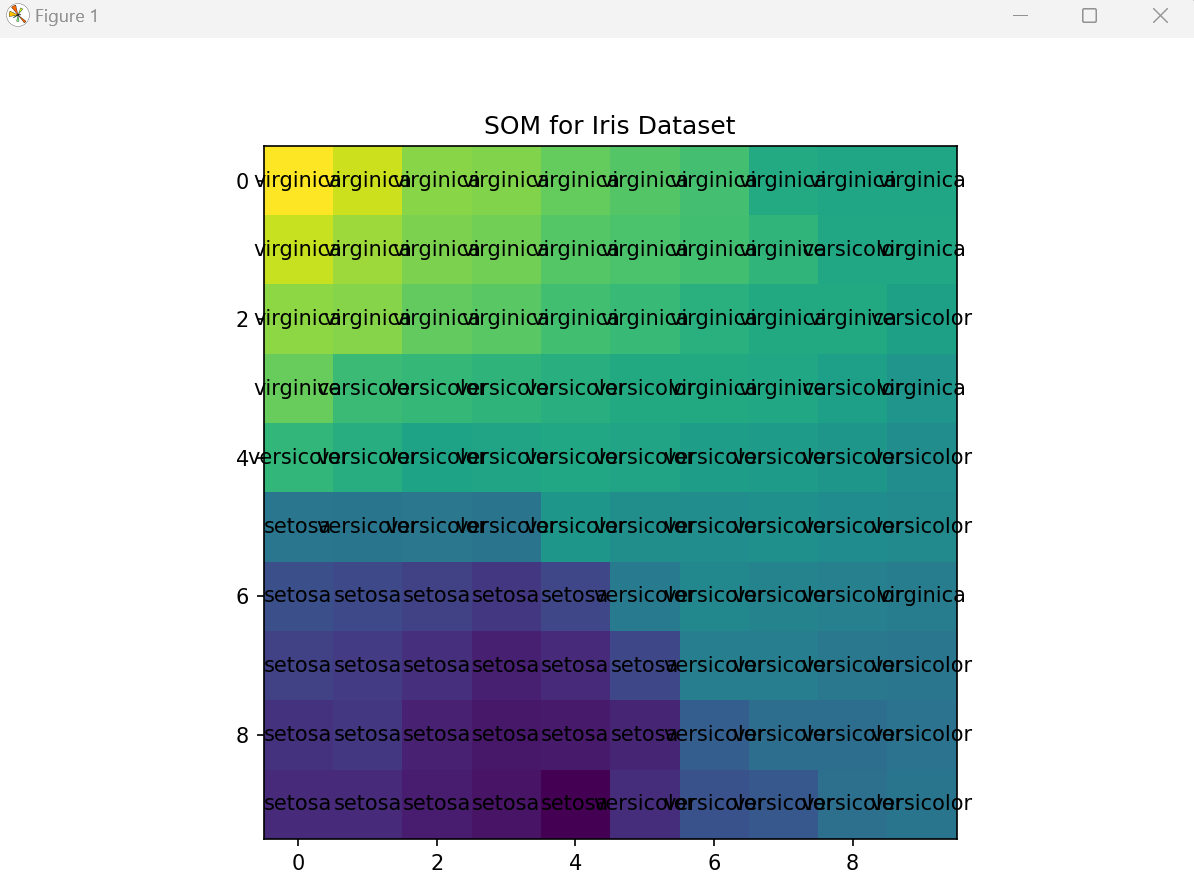 Figure 1
SOM for Iris Dataset
0 virginica virginica virginica virginica virginica virginica virginica virginica virginica virginica
virginica virginica virginica virginica virginica virginica virginica virginica versicolor virginica
2 virginica virginica virginica virginica virginica virginica virginica virginica virginica versicolor
virginica versicolor versicolor versicolor versicolor versicolor virginica virginica versicolor virginica
4 versicolor versicolor versicolor versicolor versicolor versicolor versicolor versicolor versicolor versicolor
setosa versicolor versicolor versicolor versicolor versicolor versicolor versicolor versicolor versicolor
6 setosa setosa setosa setosa setosa versicolor versicolor versicolor versicolor virginica
setosa setosa setosa setosa setosa setosa versicolor versicolor versicolor versicolor
8 setosa setosa setosa setosa setosa setosa versicolor versicolor versicolor versicolor
setosa setosa setosa setosa setosa versicolor versicolor versicolor versicolor versicolor
0 2 4 6 8